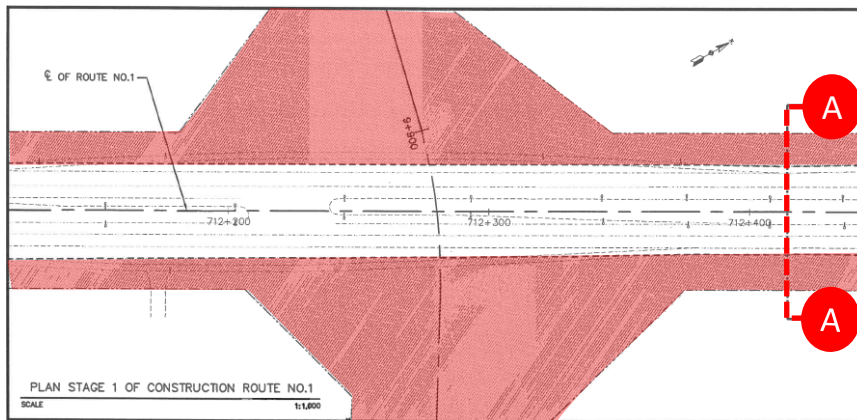 A
℄ OF ROUTE NO.1
9+900
712+200
712+300
712+400
A
PLAN STAGE 1 OF CONSTRUCTION ROUTE NO.1
SCALE 1:1,000